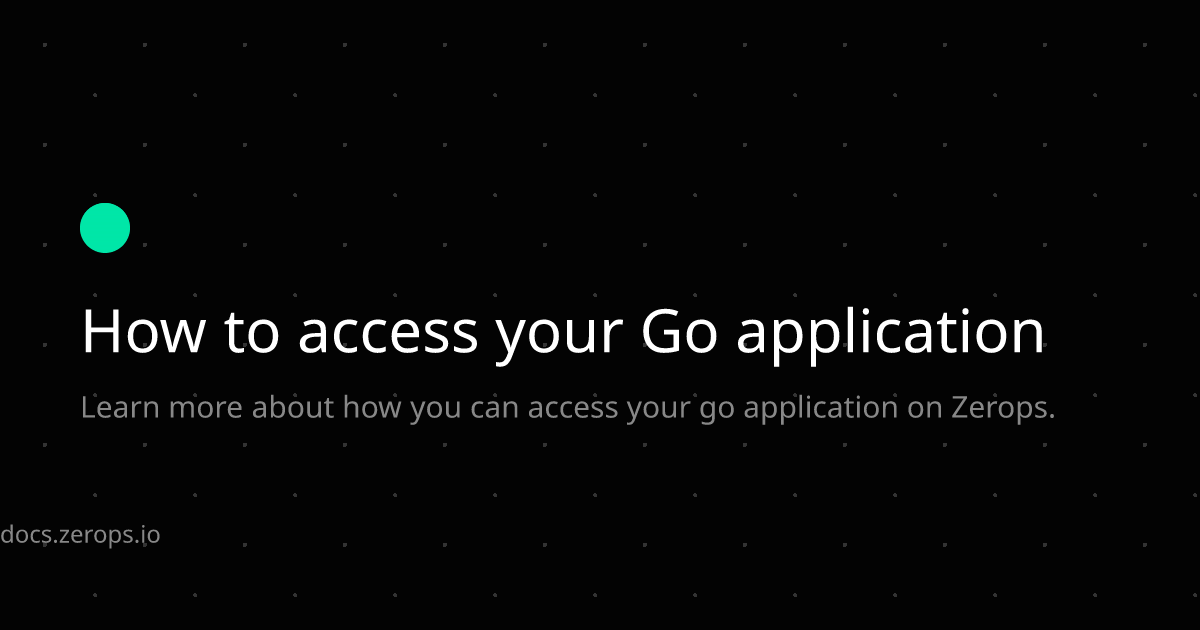 How to access your Go application
Learn more about how you can access your go application on Zerops.
docs.zerops.io